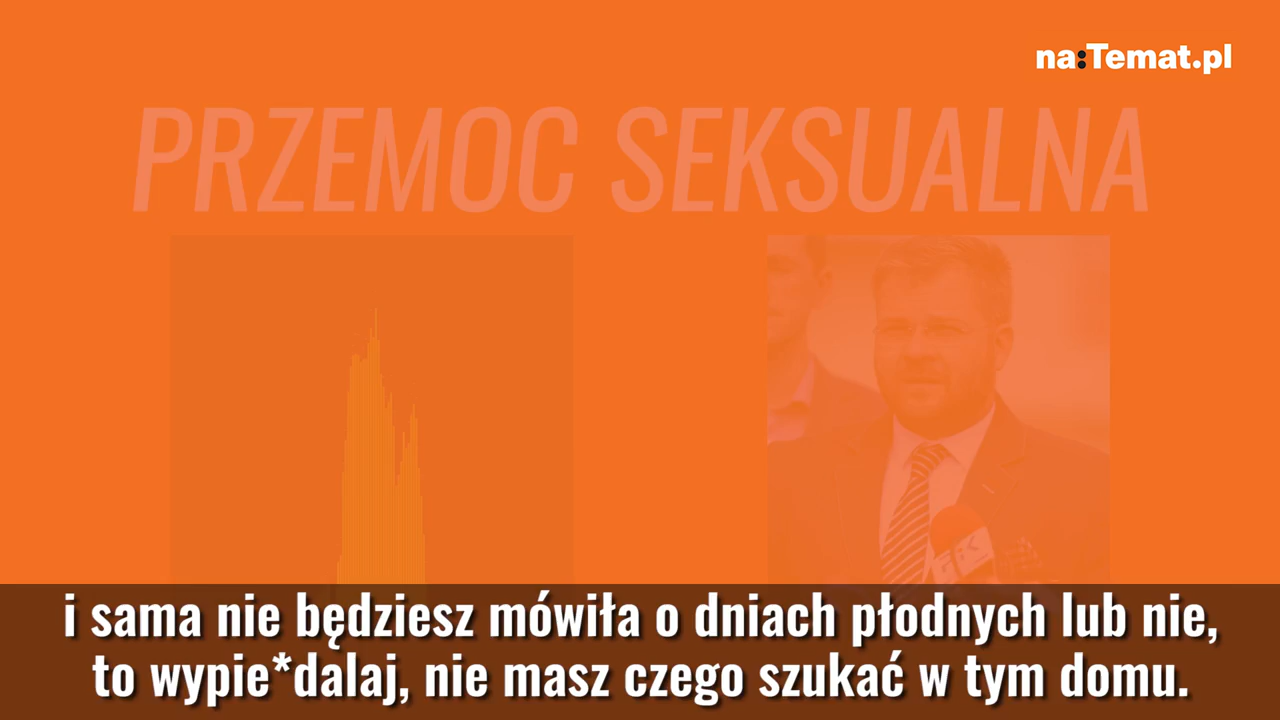 na:Temat.pl
PRZEMOC SEKSUALNA
i sama nie będziesz mówiła o dniach płodnych lub nie,
to wypie*dalaj, nie masz czego szukać w tym domu.